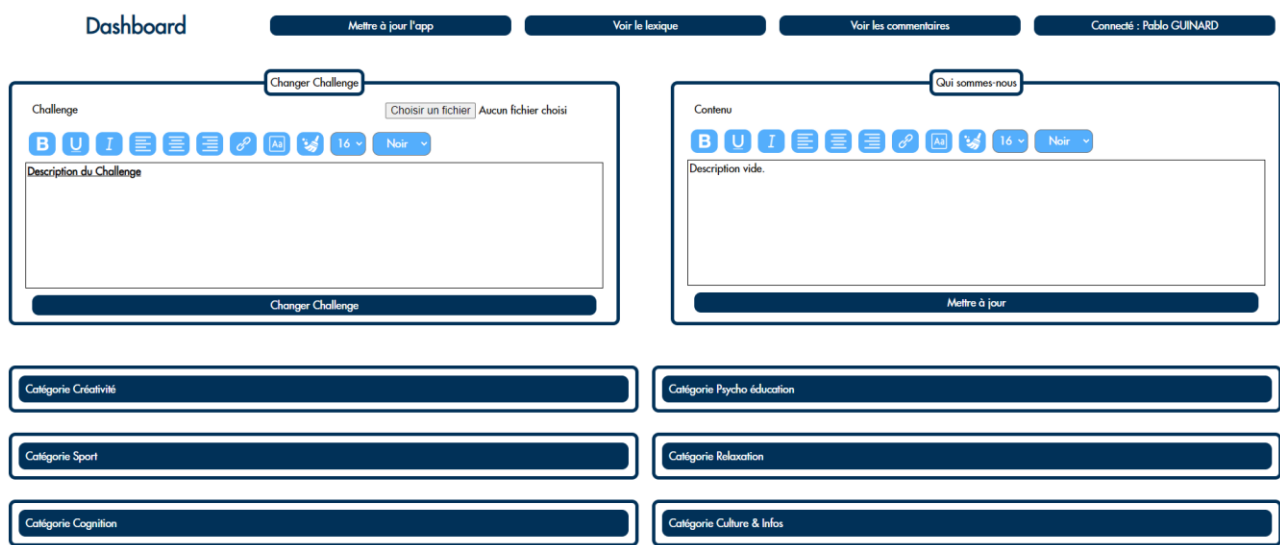 Dashboard
Mettre à jour l'app
Voir le lexique
Voir les commentaires
Connecté : Pablo GUINARD
Changer Challenge
Challenge
Choisir un fichier Aucun fichier choisi
B U I Aa 16 Noir
Description du Challenge
Changer Challenge
Qui sommes-nous
Contenu
B U I Aa 16 Noir
Description vide.
Mettre à jour
Catégorie Créativité
Catégorie Psycho éducation
Catégorie Sport
Catégorie Relaxation
Catégorie Cognition
Catégorie Culture & Infos